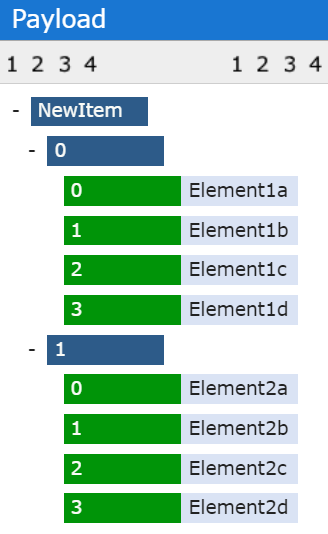 Payload
1 2 3 4 1 2 3 4
- NewItem
- 0
0 Element1a
1 Element1b
2 Element1c
3 Element1d
- 1
0 Element2a
1 Element2b
2 Element2c
3 Element2d